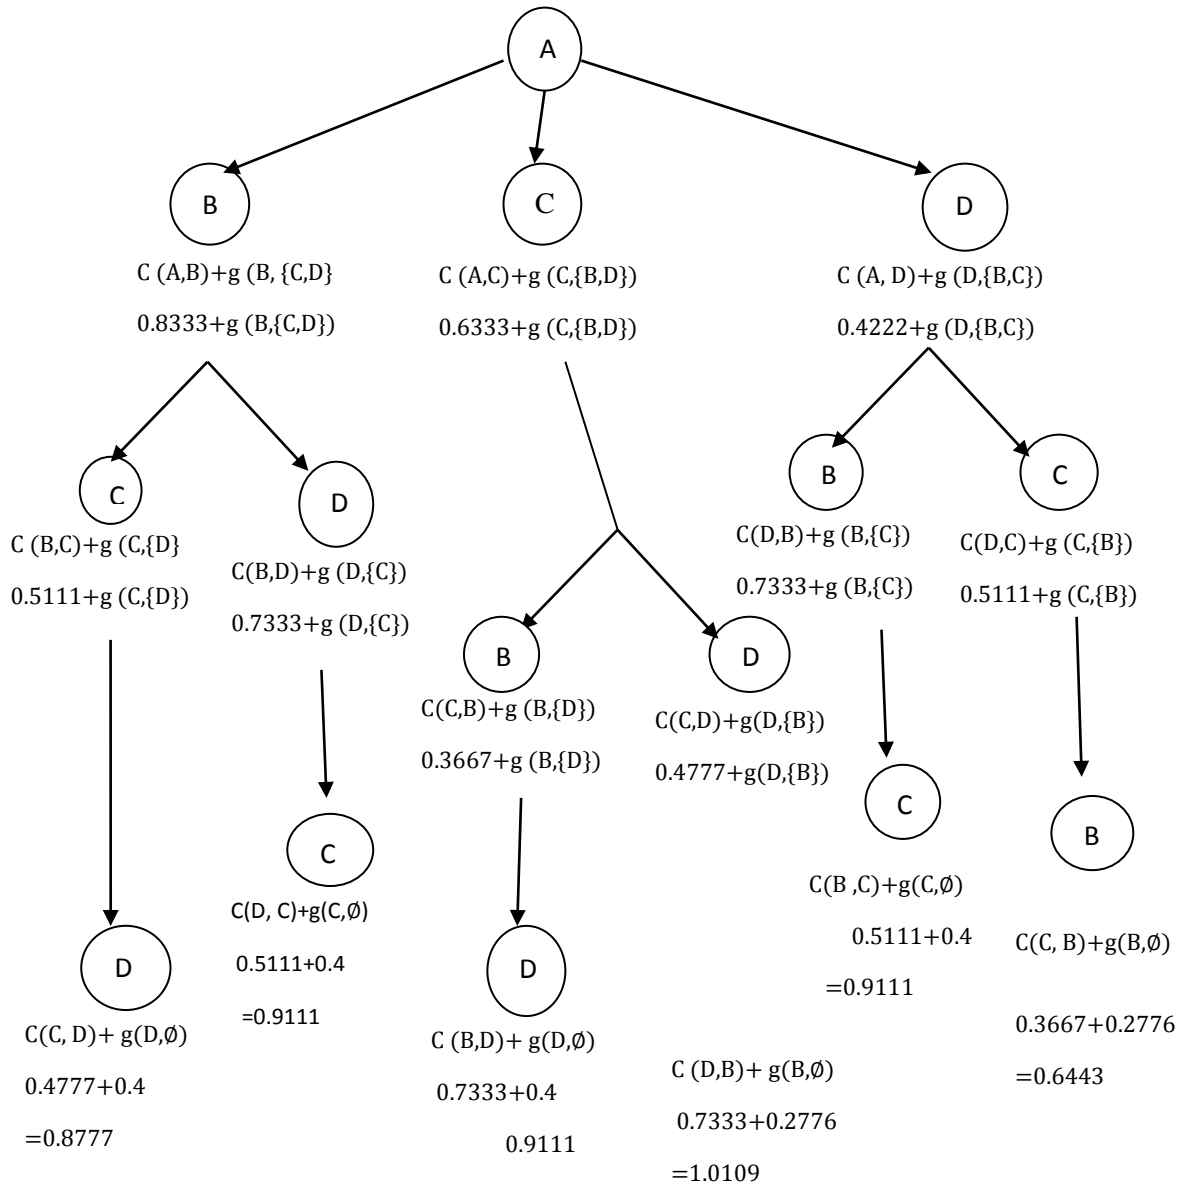 A
B
C
D
C (A,B)+g (B, {C,D}
0.8333+g (B,{C,D})
C (A,C)+g (C,{B,D})
0.6333+g (C,{B,D})
C (A, D)+g (D,{B,C})
0.4222+g (D,{B,C})
C
C (B,C)+g (C,{D}
0.5111+g (C,{D})
D
C(B,D)+g (D,{C})
0.7333+g (D,{C})
B
C(C,B)+g (B,{D})
0.3667+g (B,{D})
D
C(C,D)+g(D,{B})
0.4777+g(D,{B})
B
C(D,B)+g (B,{C})
0.7333+g (B,{C})
C
C(D,C)+g (C,{B})
0.5111+g (C,{B})
D
C(C, D)+ g(D,∅)
0.4777+0.4
=0.8777
C
C(D, C)+g(C,∅)
0.5111+0.4
=0.9111
D
C (B,D)+ g(D,∅)
0.7333+0.4
0.9111
C (D,B)+ g(B,∅)
0.7333+0.2776
=1.0109
C
C(B ,C)+g(C,∅)
0.5111+0.4
=0.9111
B
C(C, B)+g(B,∅)
0.3667+0.2776
=0.6443